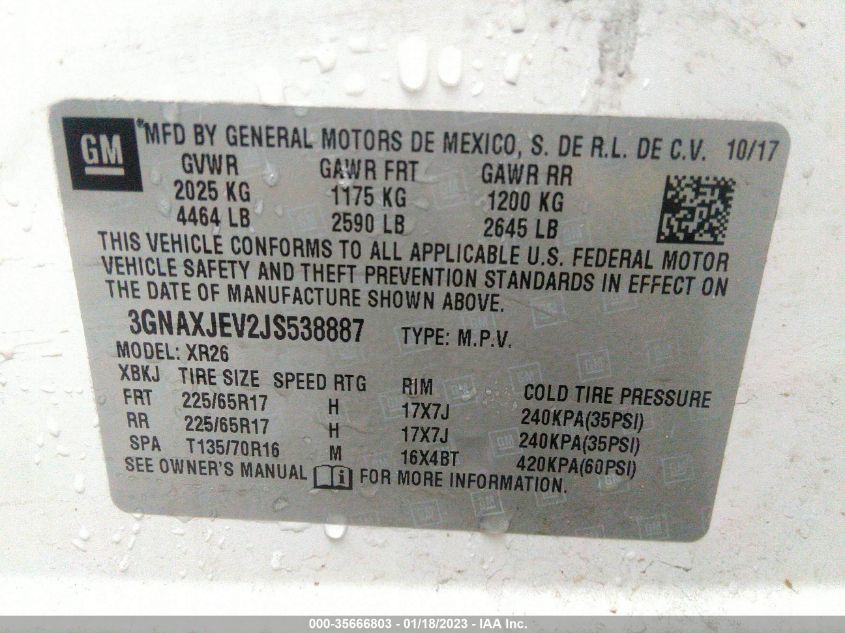 GM
*MFD BY GENERAL MOTORS DE MEXICO, S. DE R.L. DE C.V. 10/17
GVWR GAWR FRT GAWR RR
2025 KG 1175 KG 1200 KG
4464 LB 2590 LB 2645 LB
THIS VEHICLE CONFORMS TO ALL APPLICABLE U.S. FEDERAL MOTOR
VEHICLE SAFETY AND THEFT PREVENTION STANDARDS IN EFFECT ON
THE DATE OF MANUFACTURE SHOWN ABOVE.
3GNAXJEV2JS538887 TYPE: M.P.V.
MODEL: XR26
XBKJ TIRE SIZE SPEED RTG RIM COLD TIRE PRESSURE
FRT 225/65R17 H 17X7J 240KPA(35PSI)
RR 225/65R17 H 17X7J 240KPA(35PSI)
SPA T135/70R16 M 16X4BT 420KPA(60PSI)
SEE OWNER'S MANUAL FOR MORE INFORMATION.
000-35666803 - 01/18/2023 - IAA Inc.